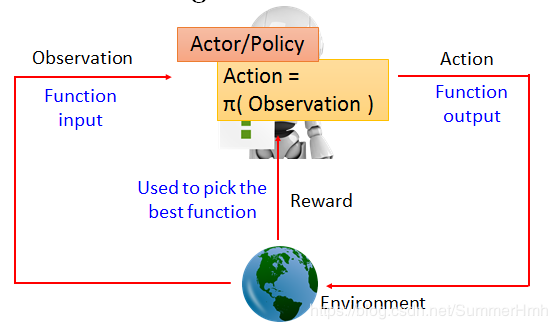 Actor/Policy
Observation
Action
Action =
π( Observation )
Function
input
Function
output
Used to pick the
best function
Reward
Environment
https://blog.csdn.net/SummerHmh